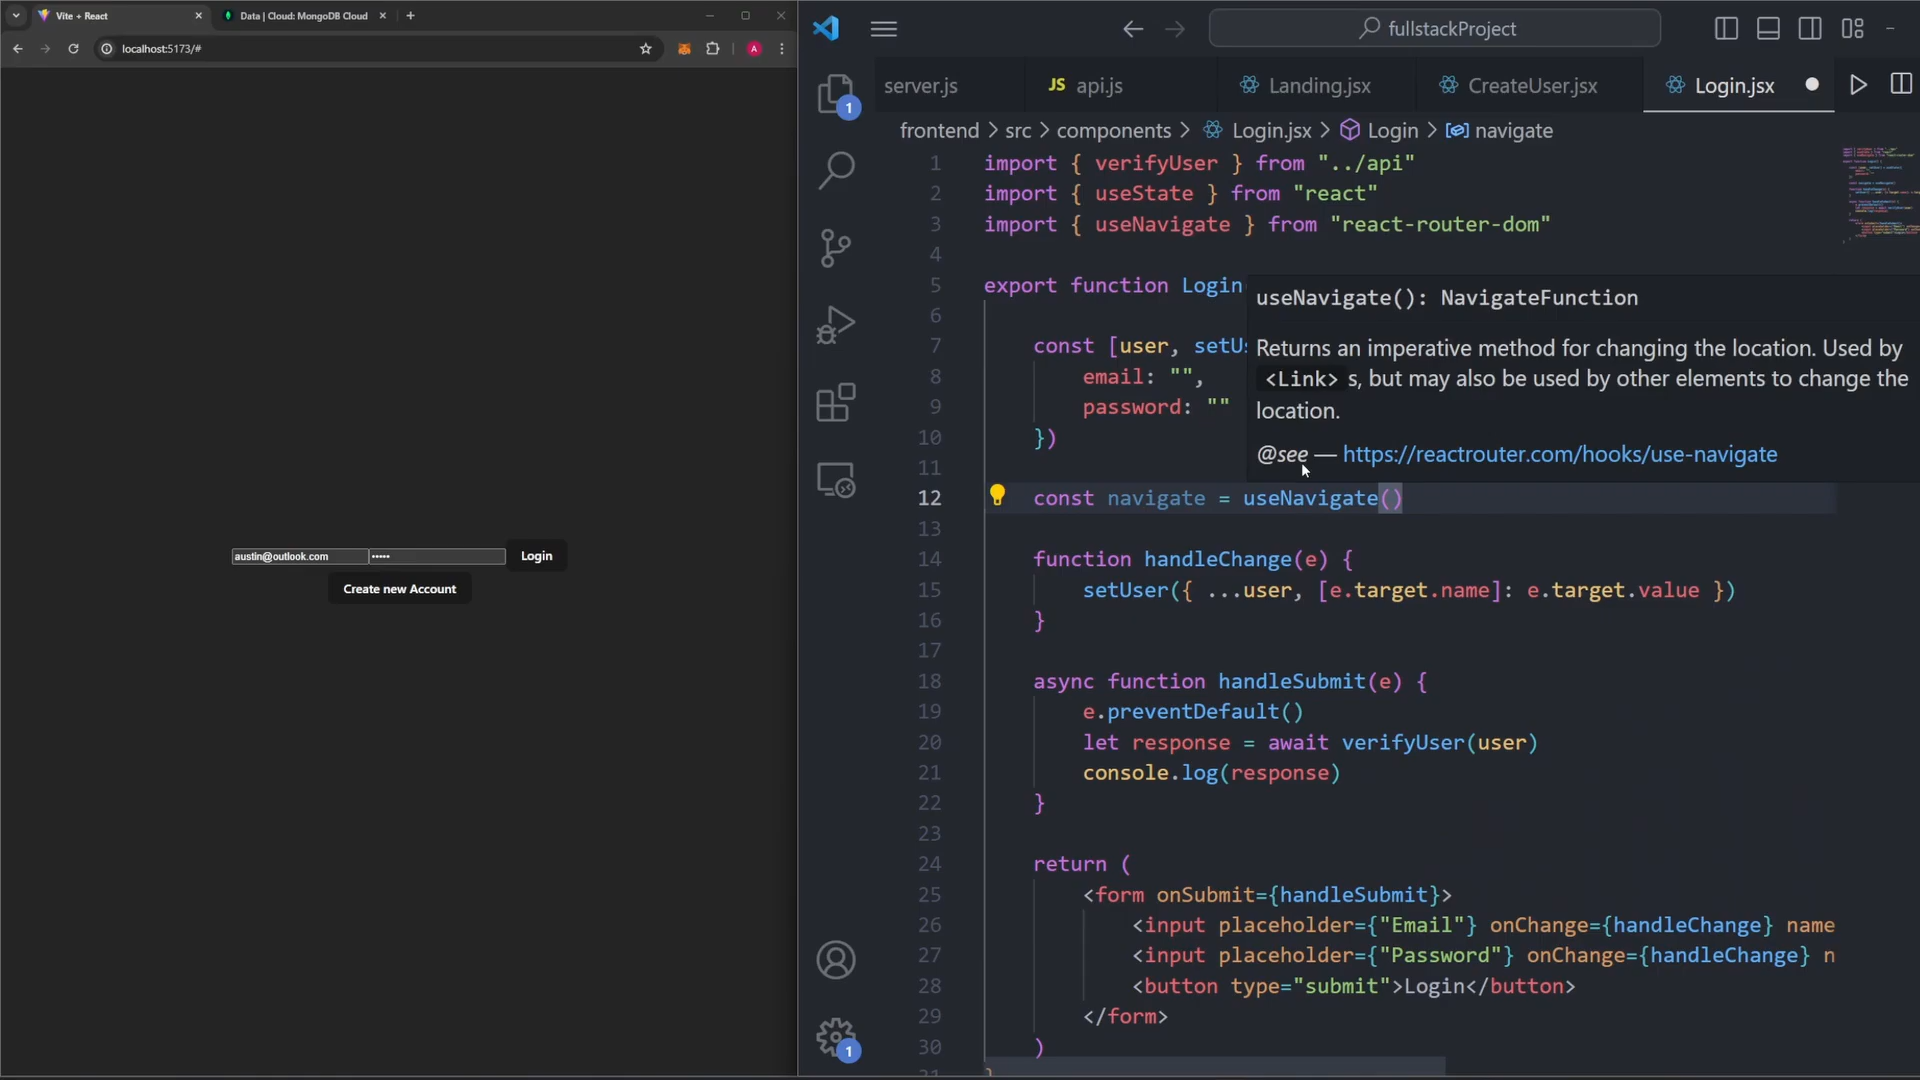 Vite + React
Data | Cloud: MongoDB Cloud
localhost:5173/#
A
austin@outlook.com
•••••
Login
Create new Account
fullstackProject
server.js
JS api.js
Landing.jsx
CreateUser.jsx
Login.jsx
frontend > src > components > Login.jsx > Login > navigate
1 import { verifyUser } from "../api"
2 import { useState } from "react"
3 import { useNavigate } from "react-router-dom"
4
5 export function Login
6
7 const [user, setUs
8 email: "",
9 password: ""
10 })
11
12 const navigate = useNavigate()
13
14 function handleChange(e) {
15 setUser({ ...user, [e.target.name]: e.target.value })
16 }
17
18 async function handleSubmit(e) {
19 e.preventDefault()
20 let response = await verifyUser(user)
21 console.log(response)
22 }
23
24 return (
25 <form onSubmit={handleSubmit}>
26 <input placeholder={"Email"} onChange={handleChange} name
27 <input placeholder={"Password"} onChange={handleChange} n
28 <button type="submit">Login</button>
29 </form>
30 )
useNavigate(): NavigateFunction
Returns an imperative method for changing the location. Used by
<Link> s, but may also be used by other elements to change the
location.
@see — https://reactrouter.com/hooks/use-navigate
1
1